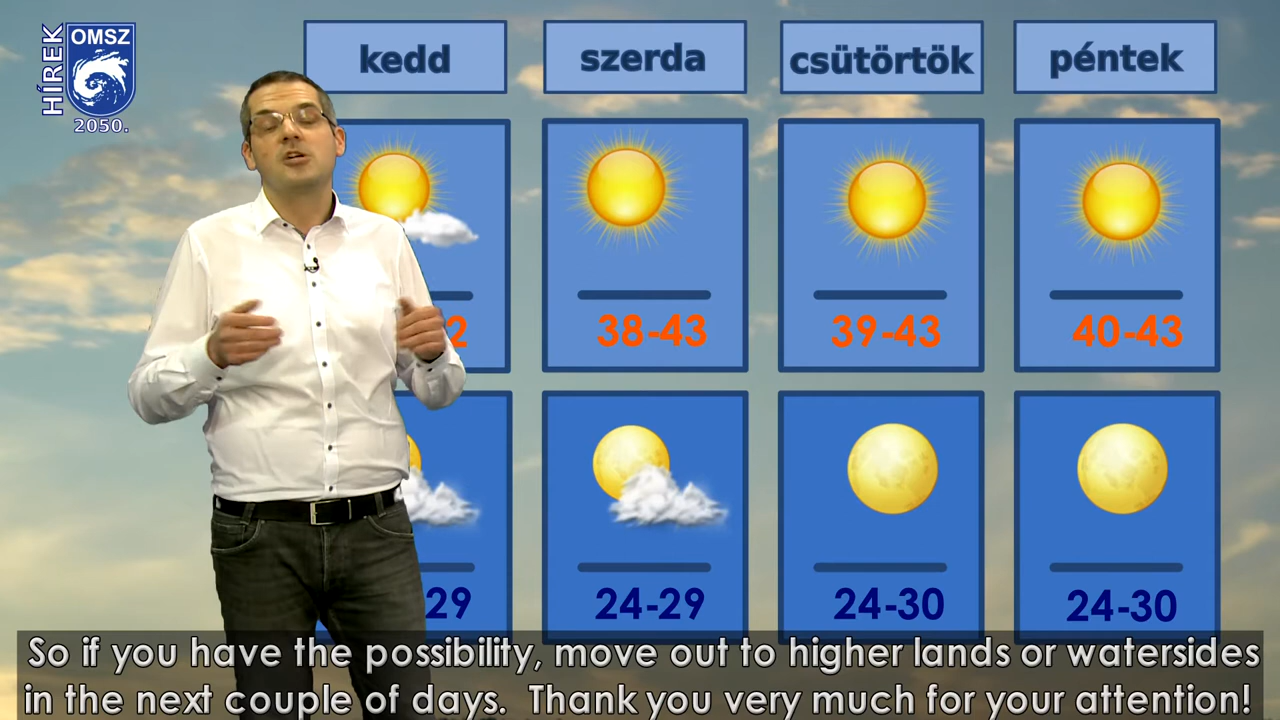 HÍREK
OMSZ
2050.
kedd
szerda
csütörtök
péntek
2
38-43
39-43
40-43
29
24-29
24-30
24-30
So if you have the possibility, move out to higher lands or watersides
in the next couple of days. Thank you very much for your attention!